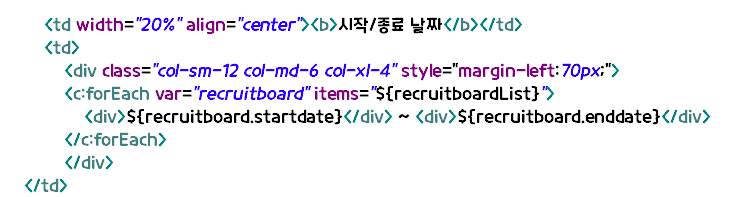 <td width="20%" align="center"><b>시작/종료 날짜</b></td>
<td>
<div class="col-sm-12 col-md-6 col-xl-4" style="margin-left:70px;">
<c:forEach var="recruitboard" items="${recruitboardList}">
<div>${recruitboard.startdate}</div> ~ <div>${recruitboard.enddate}</div>
</c:forEach>
</div>
</td>